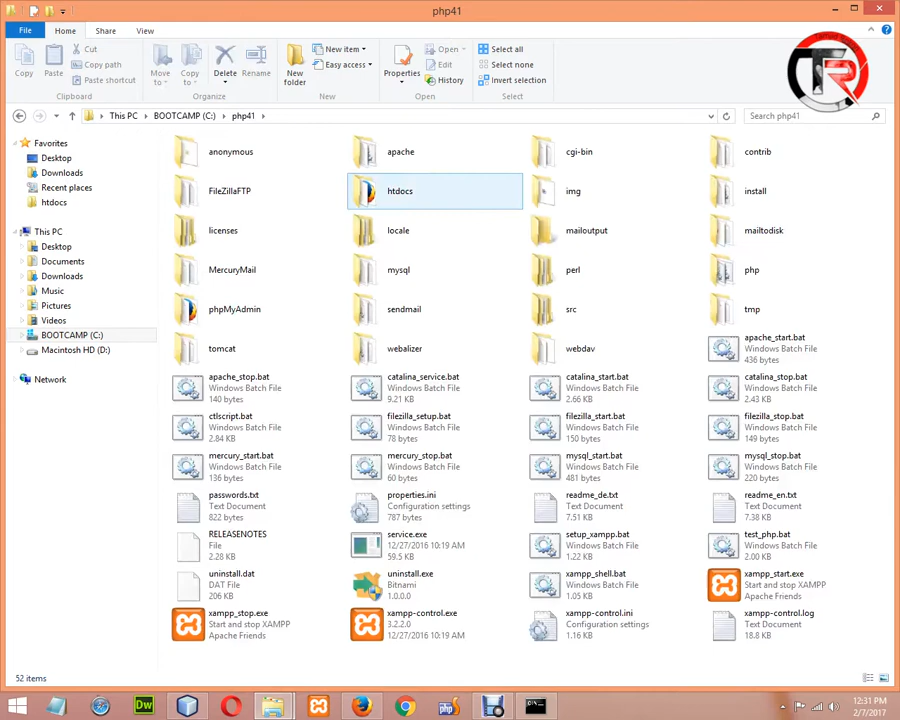 php41
File
Home
Share
View
Copy
Paste
Cut
Copy path
Paste shortcut
Clipboard
Move to
Copy to
Delete
Rename
Organize
New folder
New item
Easy access
New
Properties
Open
Edit
History
Open
Select all
Select none
Invert selection
Select
TR
This PC
BOOTCAMP (C:)
php41
Search php41
Favorites
Desktop
Downloads
Recent places
htdocs
This PC
Desktop
Documents
Downloads
Music
Pictures
Videos
BOOTCAMP (C:)
Macintosh HD (D:)
Network
anonymous
apache
cgi-bin
contrib
FileZillaFTP
htdocs
img
install
licenses
locale
mailoutput
mailtodisk
MercuryMail
mysql
perl
php
phpMyAdmin
sendmail
src
tmp
tomcat
webalizer
webdav
apache_start.bat
Windows Batch File
436 bytes
apache_stop.bat
Windows Batch File
140 bytes
catalina_service.bat
Windows Batch File
9.21 KB
catalina_start.bat
Windows Batch File
2.66 KB
catalina_stop.bat
Windows Batch File
2.43 KB
ctlscript.bat
Windows Batch File
2.84 KB
filezilla_setup.bat
Windows Batch File
78 bytes
filezilla_start.bat
Windows Batch File
150 bytes
filezilla_stop.bat
Windows Batch File
149 bytes
mercury_start.bat
Windows Batch File
136 bytes
mercury_stop.bat
Windows Batch File
60 bytes
mysql_start.bat
Windows Batch File
481 bytes
mysql_stop.bat
Windows Batch File
220 bytes
passwords.txt
Text Document
822 bytes
properties.ini
Configuration settings
787 bytes
readme_de.txt
Text Document
7.51 KB
readme_en.txt
Text Document
7.38 KB
RELEASENOTES
File
2.28 KB
service.exe
12/27/2016 10:19 AM
59.5 KB
setup_xampp.bat
Windows Batch File
1.22 KB
test_php.bat
Windows Batch File
2.00 KB
uninstall.dat
DAT File
206 KB
uninstall.exe
Bitnami
1.0.0.0
xampp_shell.bat
Windows Batch File
1.05 KB
xampp_start.exe
Start and stop XAMPP
Apache Friends
xampp_stop.exe
Start and stop XAMPP
Apache Friends
xampp-control.exe
3.2.2.0
12/27/2016 10:19 AM
xampp-control.ini
Configuration settings
1.16 KB
xampp-control.log
Text Document
18.8 KB
52 items
Dw
php
12:31 PM
2/7/2017